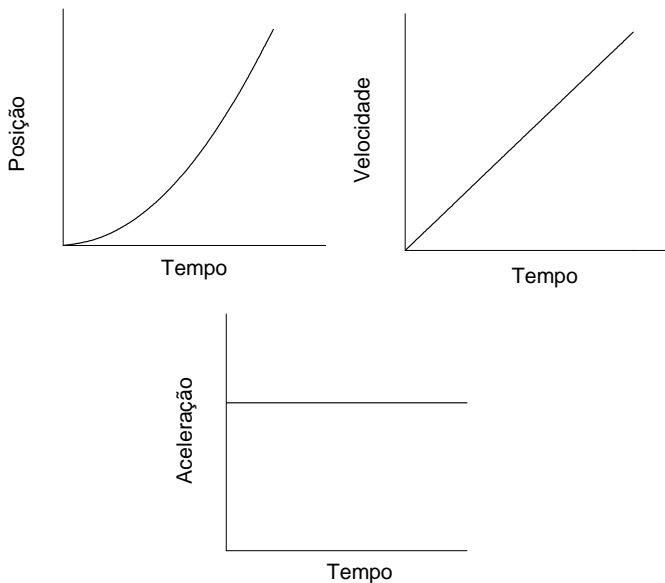 Posição
Tempo
Velocidade
Tempo
Aceleração
Tempo